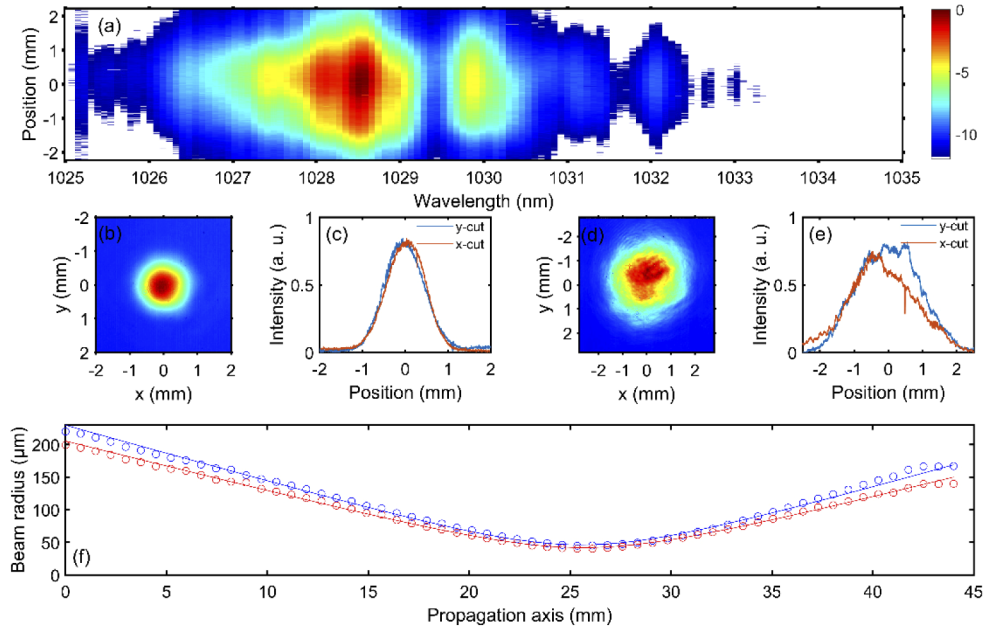 (a)
Position (mm)
2
1
0
-1
-2
1025 1026 1027 1028 1029 1030 1031 1032 1033 1034 1035
Wavelength (nm)
0
-5
-10
(b)
y (mm)
-2
-1
0
1
2
-2 -1 0 1 2
x (mm)
(c)
y-cut
x-cut
Intensity (a. u.)
1
0.5
0
-2 -1 0 1 2
Position (mm)
(d)
y (mm)
-2
-1
0
1
2
-2 -1 0 1 2
x (mm)
(e)
y-cut
x-cut
Intensity (a. u.)
1
0.5
0
-2 -1 0 1 2
Position (mm)
(f)
Beam radius (μm)
200
150
100
50
0
0 5 10 15 20 25 30 35 40 45
Propagation axis (mm)